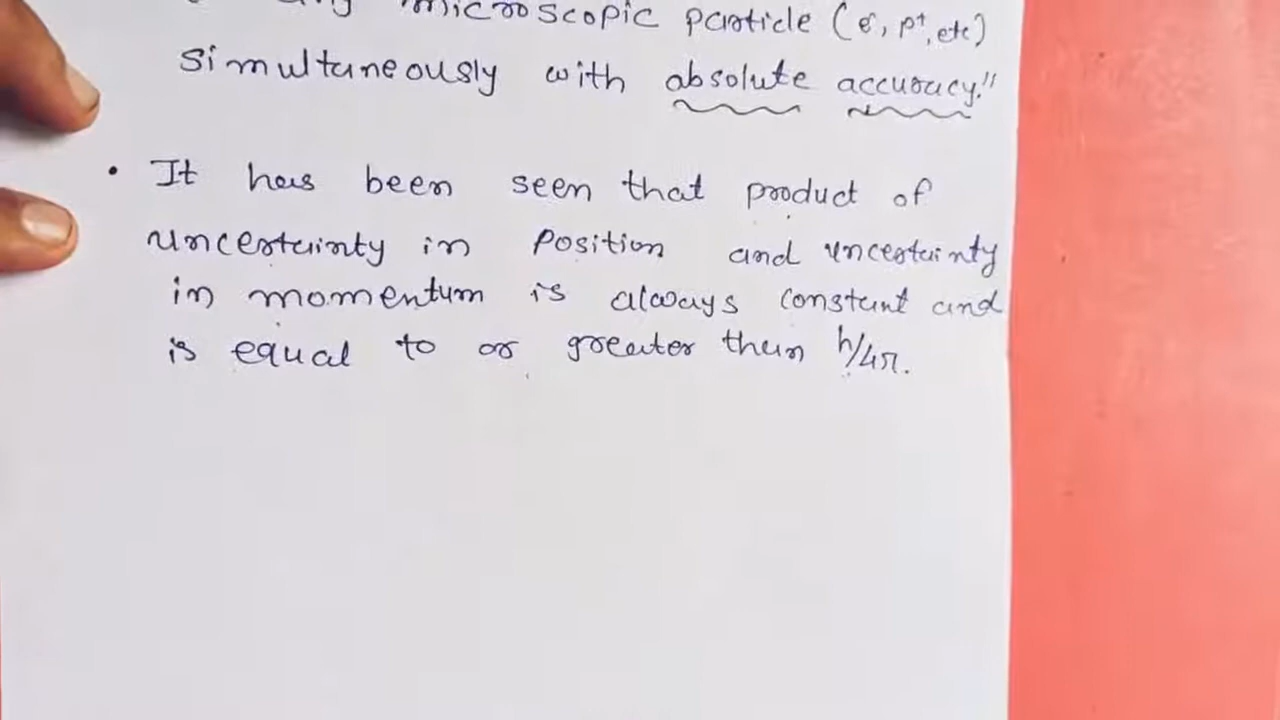 microscopic particle (e⁻, p⁺, etc)
simultaneously with absolute accuracy."
• It has been seen that product of
uncertainty in position and uncertainty
in momentum is always constant and
is equal to or greater than h/4π.